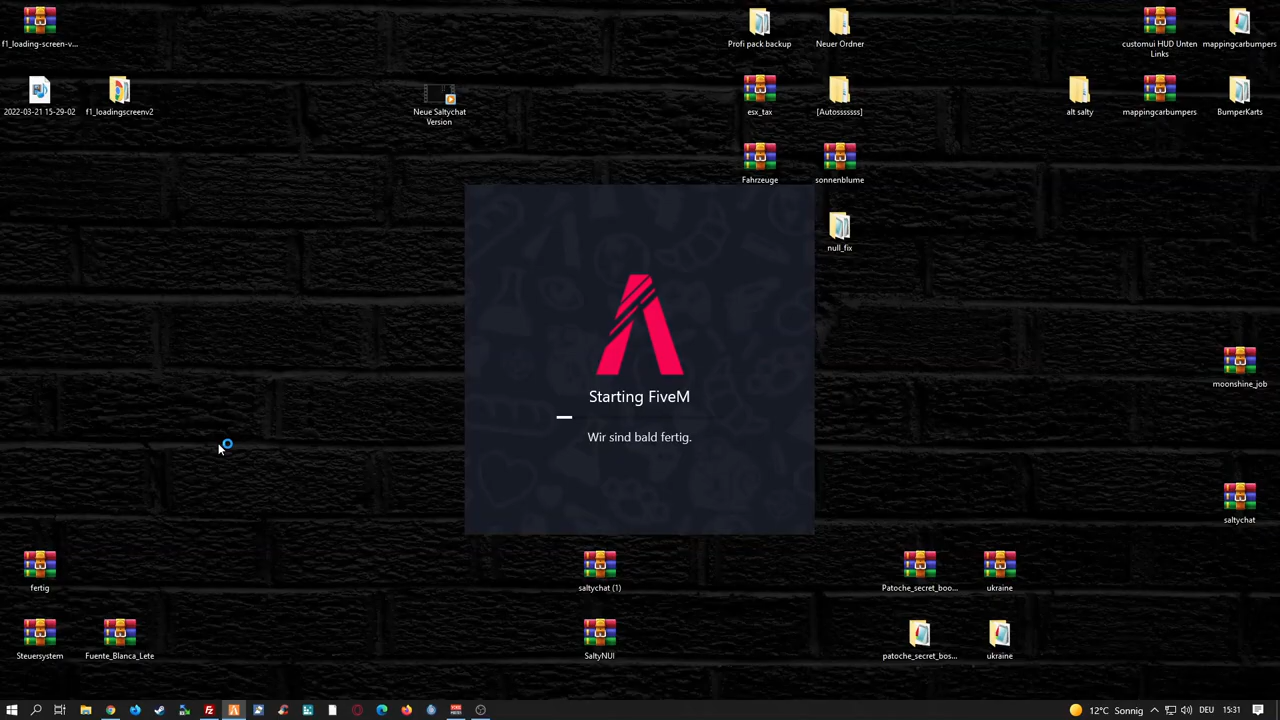 f1_loading-screen-v...
Profi pack backup
Neuer Ordner
customui HUD Unten
Links
mappingcarbumpers
2022-03-21 15-29-02
f1_loadingscreenv2
Neue Saltychat
Version
esx_tax
[Autosssssss]
alt salty
mappingcarbumpers
BumperKarts
Fahrzeuge
sonnenblume
null_fix
Starting FiveM
Wir sind bald fertig.
moonshine_job
saltychat
fertig
saltychat (1)
Patoche_secret_boo...
ukraine
Steuersystem
Fuente_Blanca_Lete
SaltyNUI
patoche_secret_bos...
ukraine
12°C Sonnig
DEU
15:31